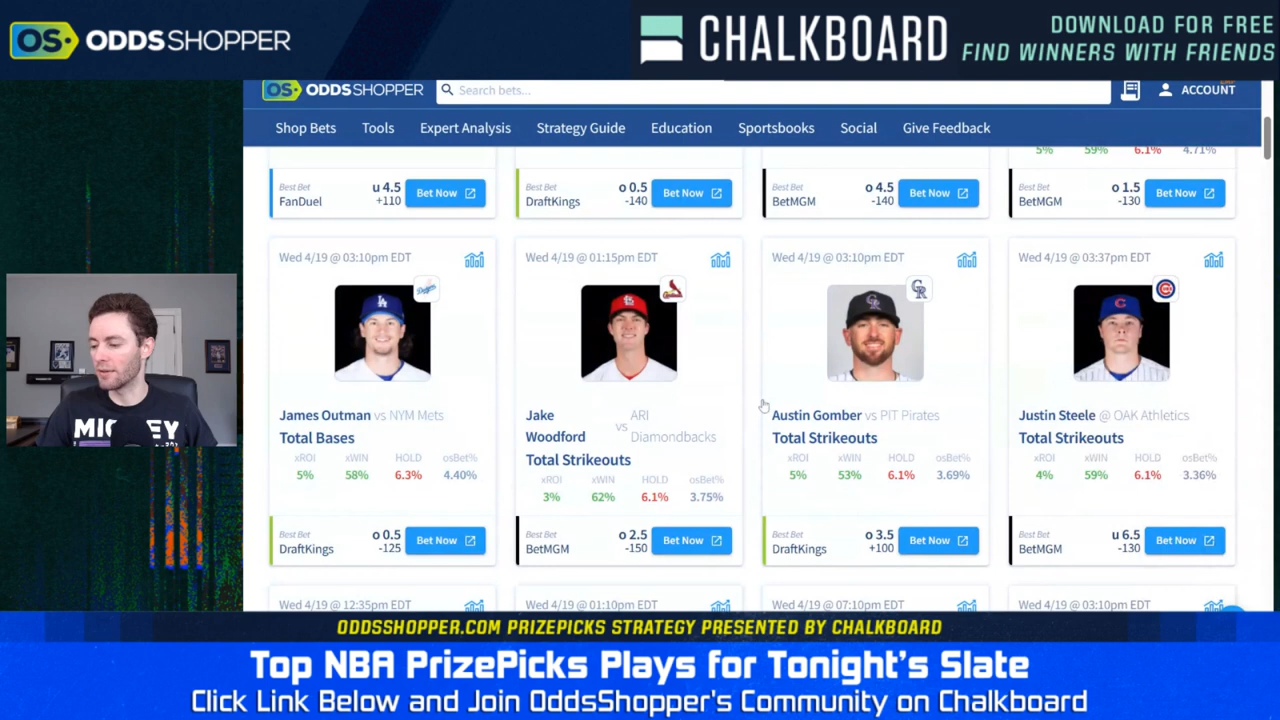 OS ODDSSHOPPER
CHALKBOARD
DOWNLOAD FOR FREE
FIND WINNERS WITH FRIENDS
OS ODDSSHOPPER
Search bets...
ACCOUNT
Shop Bets Tools Expert Analysis Strategy Guide Education Sportsbooks Social Give Feedback
5% 59% 6.1% 4.71%
Best Bet
FanDuel
u 4.5
+110
Bet Now
Best Bet
DraftKings
o 0.5
-140
Bet Now
Best Bet
BetMGM
o 4.5
-140
Bet Now
Best Bet
BetMGM
o 1.5
-130
Bet Now
Wed 4/19 @ 03:10pm EDT
James Outman vs NYM Mets
Total Bases
xROI xWIN HOLD osBet%
5% 58% 6.3% 4.40%
Best Bet
DraftKings
o 0.5
-125
Bet Now
Wed 4/19 @ 01:15pm EDT
Jake Woodford vs ARI Diamondbacks
Total Strikeouts
xROI xWIN HOLD osBet%
3% 62% 6.1% 3.75%
Best Bet
BetMGM
o 2.5
-150
Bet Now
Wed 4/19 @ 03:10pm EDT
CR
Austin Gomber vs PIT Pirates
Total Strikeouts
xROI xWIN HOLD osBet%
5% 53% 6.1% 3.69%
Best Bet
DraftKings
o 3.5
+100
Bet Now
Wed 4/19 @ 03:37pm EDT
Justin Steele @ OAK Athletics
Total Strikeouts
xROI xWIN HOLD osBet%
4% 59% 6.1% 3.36%
Best Bet
BetMGM
u 6.5
-130
Bet Now
Wed 4/19 @ 12:35pm EDT
Wed 4/19 @ 01:10pm EDT
Wed 4/19 @ 07:10pm EDT
Wed 4/19 @ 03:10pm EDT
ODDSSHOPPER.COM PRIZEPICKS STRATEGY PRESENTED BY CHALKBOARD
Top NBA PrizePicks Plays for Tonight's Slate
Click Link Below and Join OddsShopper's Community on Chalkboard